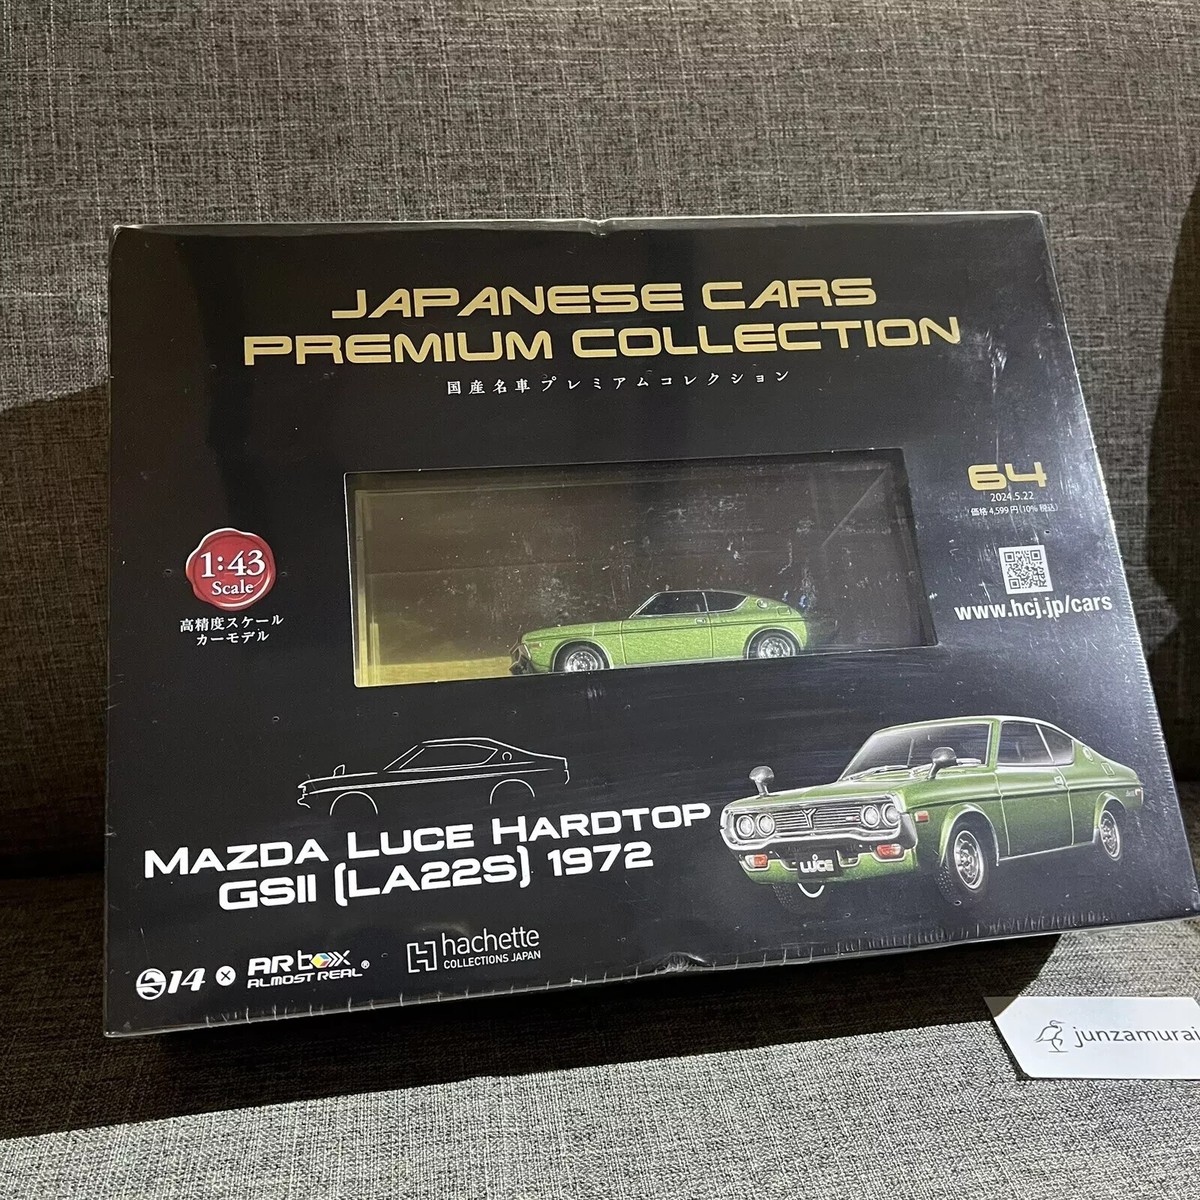 JAPANESE CARS
PREMIUM COLLECTION
国産名車プレミアムコレクション
64
2024.5.22
価格4,599円(10%税込)
1:43
Scale
高精度スケール
カーモデル
www.hcj.jp/cars
LUCE
MAZDA LUCE HARDTOP
GSII (LA22S) 1972
14 × AR box
ALMOST REAL®
hachette
COLLECTIONS JAPAN
junzamurai